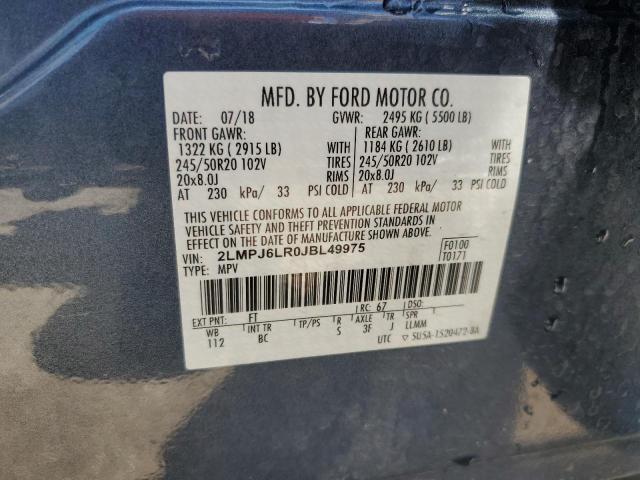 MFD. BY FORD MOTOR CO.
DATE: 07/18 GVWR: 2495 KG ( 5500 LB)
FRONT GAWR: REAR GAWR:
1322 KG ( 2915 LB) WITH 1184 KG ( 2610 LB) WITH
245/50R20 102V TIRES 245/50R20 102V TIRES
20x8.0J RIMS 20x8.0J RIMS
AT 230 kPa/ 33 PSI COLD AT 230 kPa/ 33 PSI COLD
THIS VEHICLE CONFORMS TO ALL APPLICABLE FEDERAL MOTOR
VEHICLE SAFETY AND THEFT PREVENTION STANDARDS IN
EFFECT ON THE DATE OF MANUFACTURE SHOWN ABOVE.
VIN: 2LMPJ6LR0JBL49975 F0100
TYPE: MPV T0171
EXT PNT: FT RC: 67 DSO:
WB INT TR TP/PS R AXLE TR SPR
112 BC S 3F J LLMM
UTC ▽ 5U5A-1520472-BA